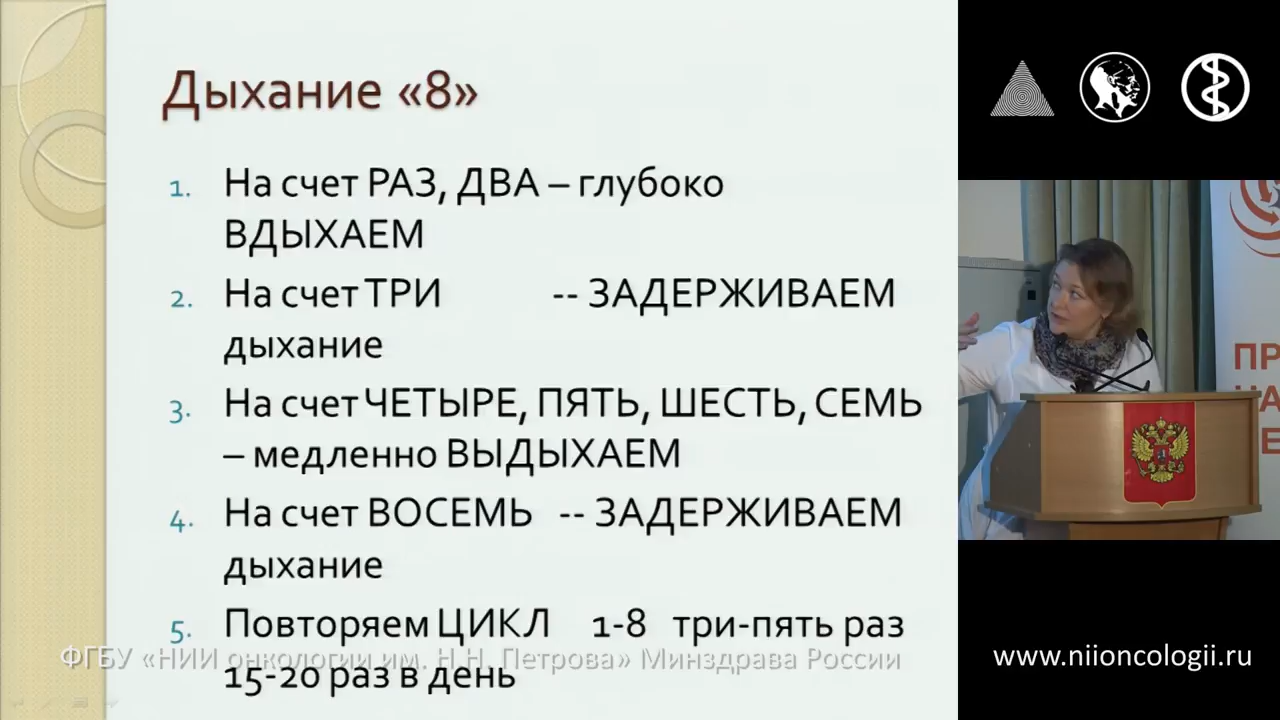 Дыхание «8»
1. На счет РАЗ, ДВА – глубоко
ВДЫХАЕМ
2. На счет ТРИ -- ЗАДЕРЖИВАЕМ
дыхание
3. На счет ЧЕТЫРЕ, ПЯТЬ, ШЕСТЬ, СЕМЬ
– медленно ВЫДЫХАЕМ
4. На счет ВОСЕМЬ -- ЗАДЕРЖИВАЕМ
дыхание
5. Повторяем ЦИКЛ 1-8 три-пять раз
15-20 раз в день
ФГБУ «НИИ онкологии им. Н.Н. Петрова» Минздрава России
www.niioncologii.ru